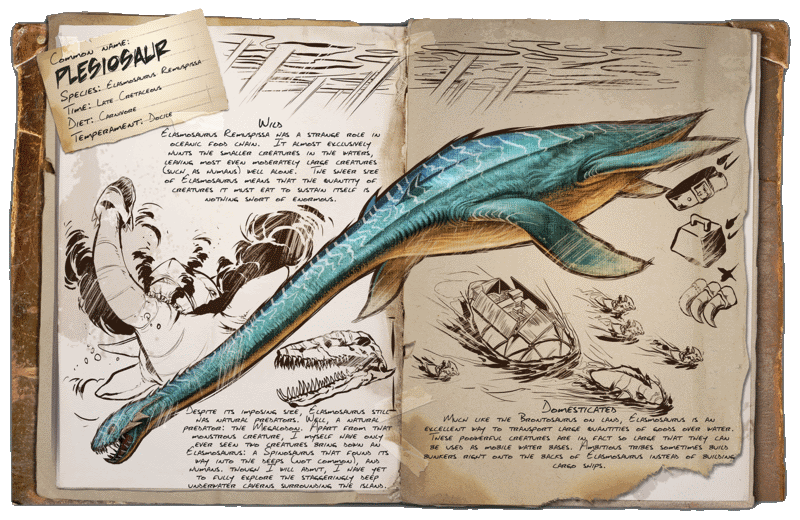 Common Name:
PLESIOSAUR
Species: Elasmosaurus Remuspissa
Time: Late Cretaceous
Diet: Carnivore
Temperament: Docile
Wild
Elasmosaurus Remuspissa has a strange role in
oceanic food chain. It almost exclusively
hunts the smaller creatures in the waters,
leaving most even moderately large creatures
(such as humans) well alone. The sheer size
of Elasmosaurus means that the quantity of
creatures it must eat to sustain itself is
nothing short of enormous.
Despite its imposing size, Elasmosaurus still
has natural predators. Well, a natural
predator: the Megalodon. Apart from that
monstrous creature, I myself have only
ever seen two creatures bring down an
Elasmosaurus: a Spinosaurus that found its
way into the deeps (not common), and
humans. Though I will admit, I have yet
to fully explore the staggeringly deep
underwater caverns surrounding the island.
Domesticated
Much like the Brontosaurus on land, Elasmosaurus is an
excellent way to transport large quantities of goods over water.
These powerful creatures are in fact so large that they can
be used as mobile water bases. Ambitious tribes sometimes build
bunkers right onto the backs of Elasmosaurus instead of building
cargo ships.